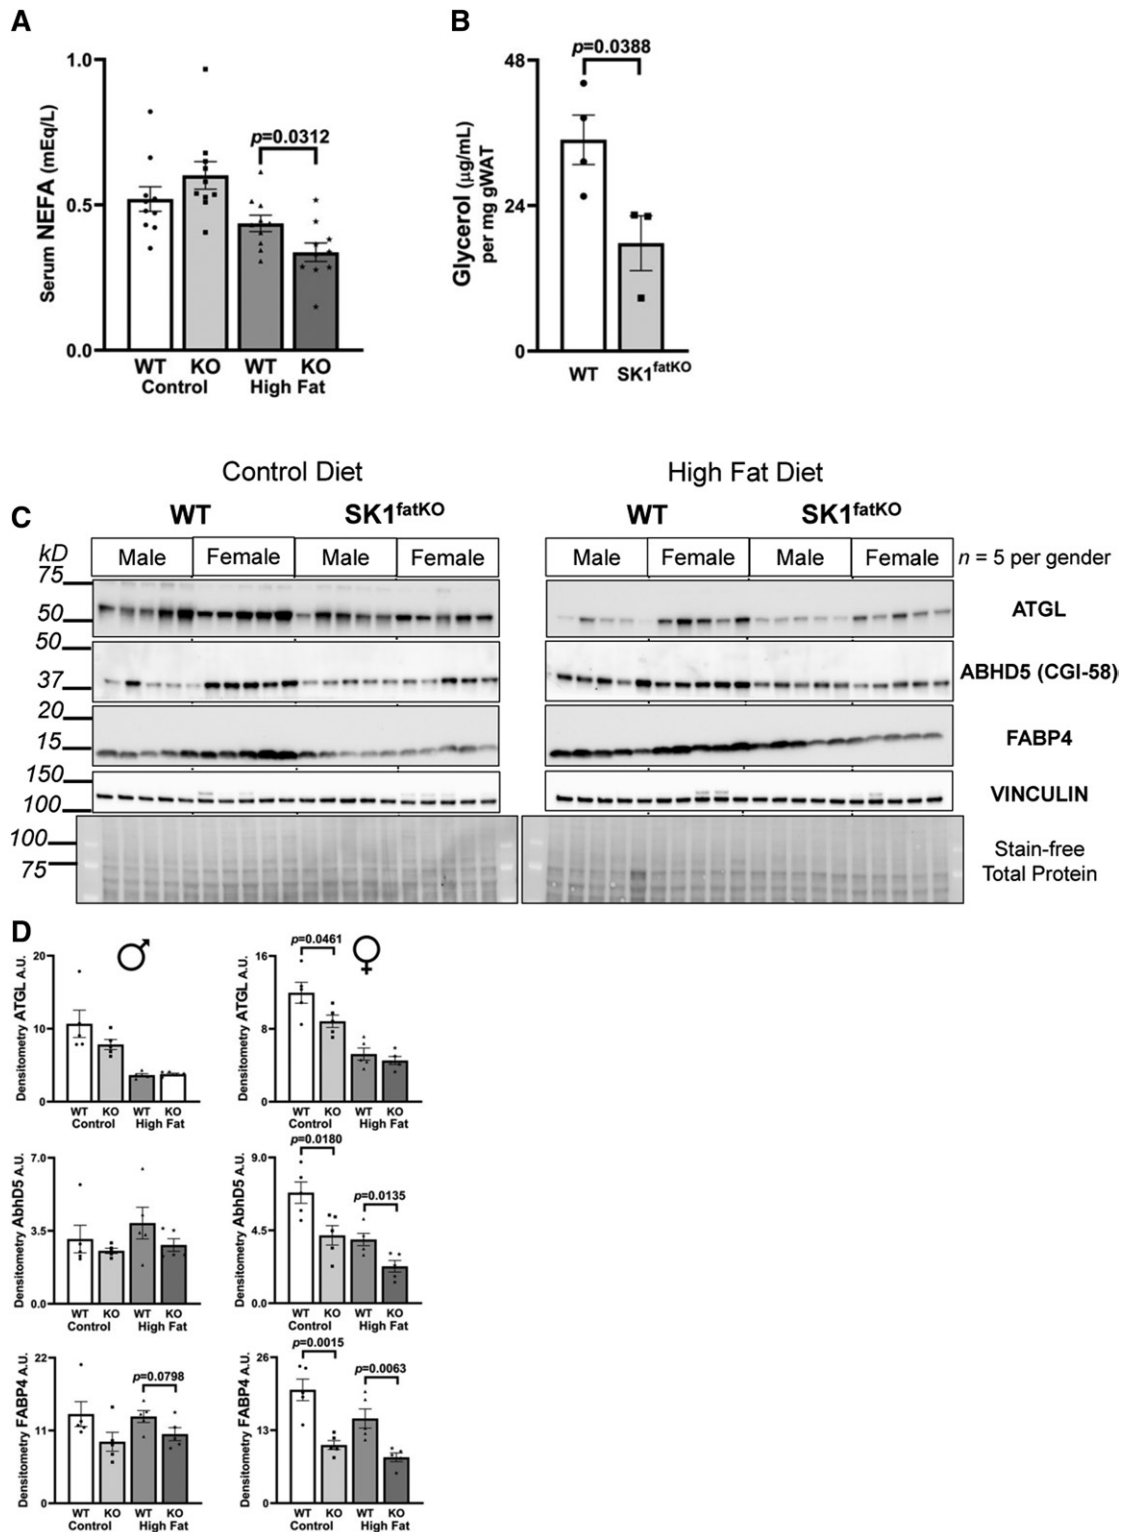 A
Serum NEFA (mEq/L)
1.0
0.5
0.0
p=0.0312
WT KO WT KO
Control High Fat
B
Glycerol (μg/mL)
per mg gWAT
48
24
0
p=0.0388
WT SK1fatKO
Control Diet High Fat Diet
C
WT SK1fatKO WT SK1fatKO
kD Male Female Male Female Male Female Male Female n = 5 per gender
75
50
ATGL
50
37
ABHD5 (CGI-58)
20
15
FABP4
150
100
VINCULIN
100
75
Stain-free
Total Protein
D
♂
Densitometry ATGL A.U.
20
10
0
WT KO WT KO
Control High Fat
♀
Densitometry ATGL A.U.
16
8
0
p=0.0461
WT KO WT KO
Control High Fat
Densitometry AbhD5 A.U.
7.0
3.5
0.0
WT KO WT KO
Control High Fat
Densitometry AbhD5 A.U.
9.0
4.5
0.0
p=0.0180
p=0.0135
WT KO WT KO
Control High Fat
Densitometry FABP4 A.U.
22
11
0
p=0.0798
WT KO WT KO
Control High Fat
Densitometry FABP4 A.U.
26
13
0
p=0.0015
p=0.0063
WT KO WT KO
Control High Fat